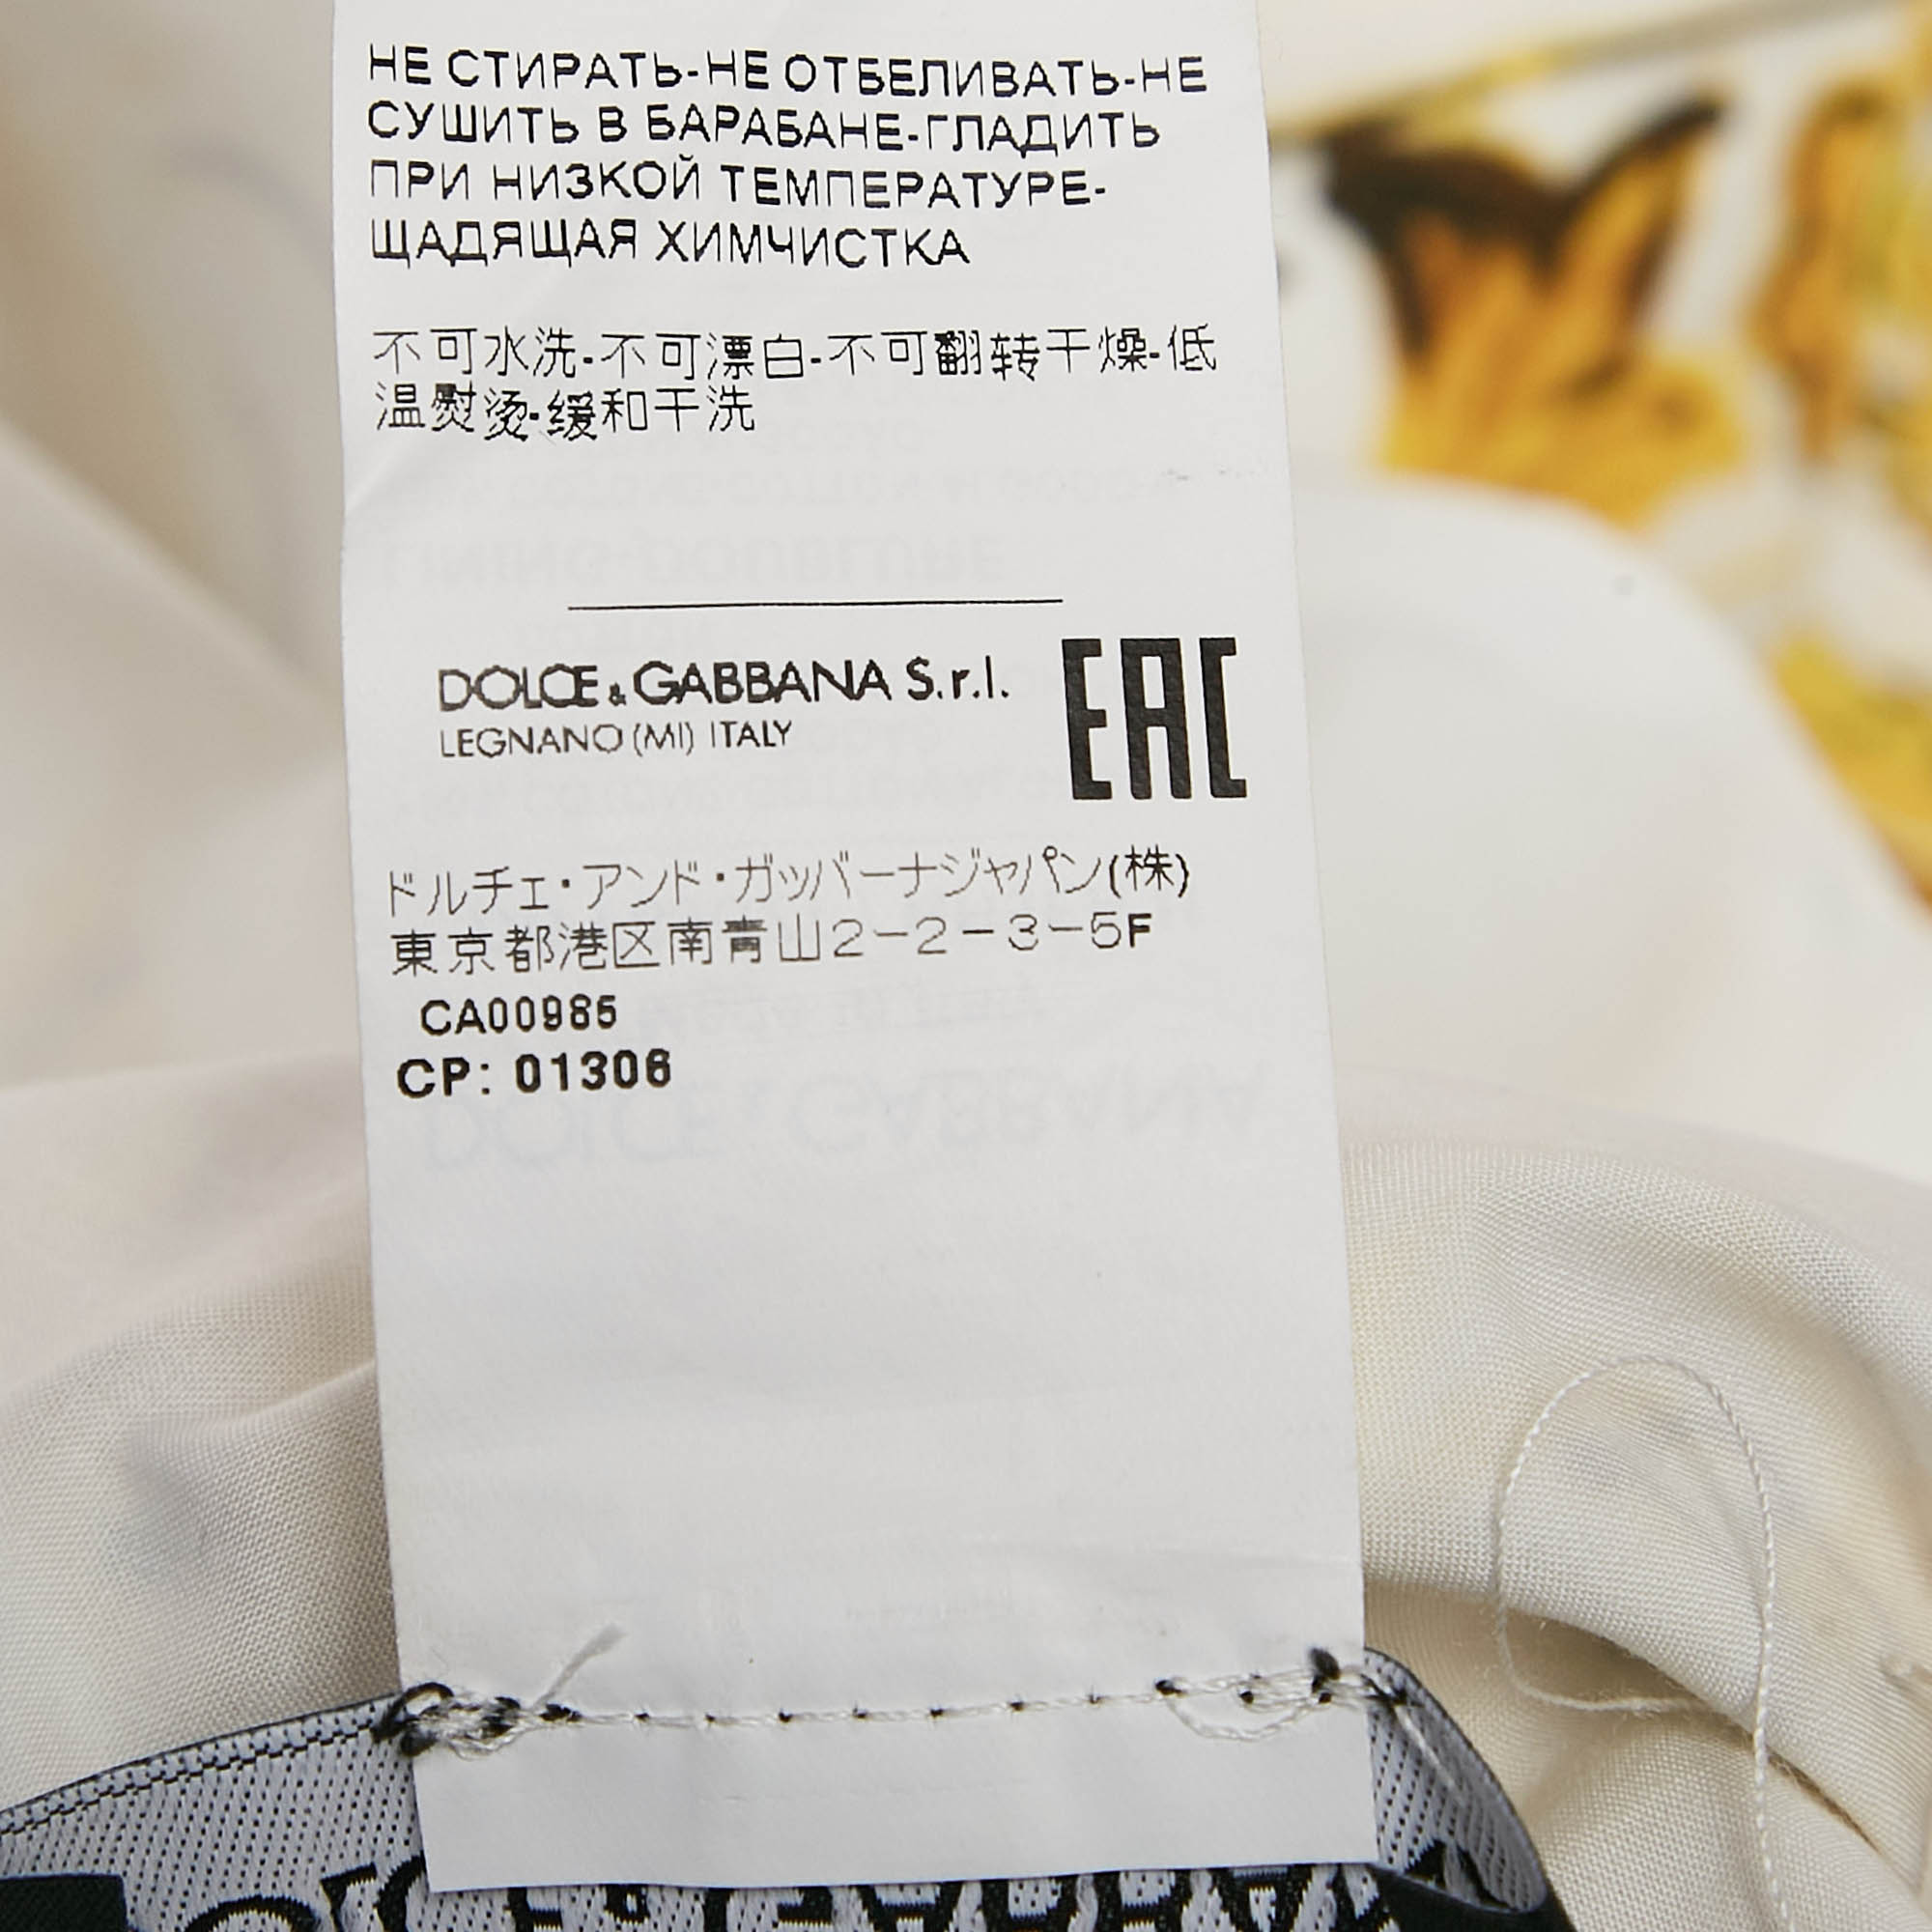 НЕ СТИРАТЬ-НЕ ОТБЕЛИВАТЬ-НЕ
СУШИТЬ В БАРАБАНЕ-ГЛАДИТЬ
ПРИ НИЗКОЙ ТЕМПЕРАТУРЕ-
ЩАДЯЩАЯ ХИМЧИСТКА
不可水洗-不可漂白-不可翻转干燥-低
温熨烫-缓和干洗
DOLCE & GABBANA S.r.l.
LEGNANO (MI) ITALY
EAC
ドルチェ・アンド・ガッバーナジャパン(株)
東京都港区南青山2-2-3-5F
CA00985
CP: 01306